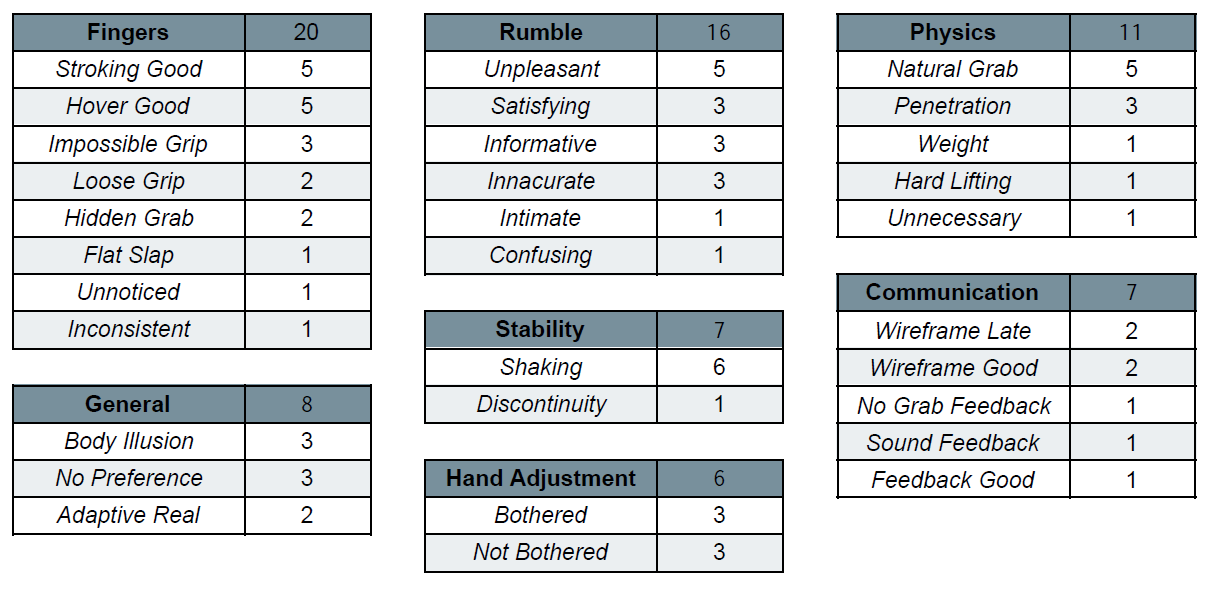 Fingers 20
Stroking Good 5
Hover Good 5
Impossible Grip 3
Loose Grip 2
Hidden Grab 2
Flat Slap 1
Unnoticed 1
Inconsistent 1
General 8
Body Illusion 3
No Preference 3
Adaptive Real 2
Rumble 16
Unpleasant 5
Satisfying 3
Informative 3
Innacurate 3
Intimate 1
Confusing 1
Stability 7
Shaking 6
Discontinuity 1
Hand Adjustment 6
Bothered 3
Not Bothered 3
Physics 11
Natural Grab 5
Penetration 3
Weight 1
Hard Lifting 1
Unnecessary 1
Communication 7
Wireframe Late 2
Wireframe Good 2
No Grab Feedback 1
Sound Feedback 1
Feedback Good 1